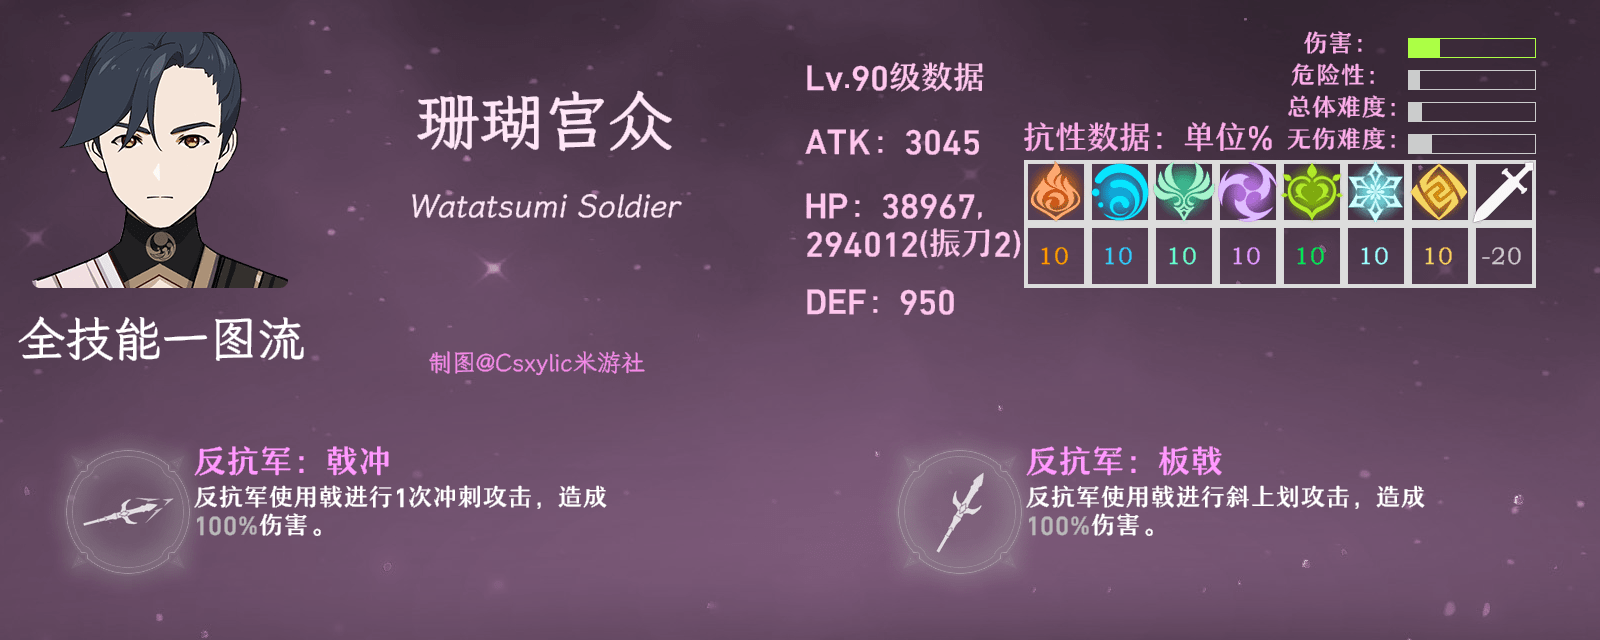 珊瑚宫众
Watatsumi Soldier
全技能一图流
制图@Csxylic米游社
Lv.90级数据
ATK：3045
HP：38967,
294012(振刀2)
DEF：950
伤害：
危险性：
总体难度：
无伤难度：
抗性数据：单位%
10 10 10 10 10 10 10 -20
反抗军：戟冲
反抗军使用戟进行1次冲刺攻击，造成
100%伤害。
反抗军：板戟
反抗军使用戟进行斜上划攻击，造成
100%伤害。